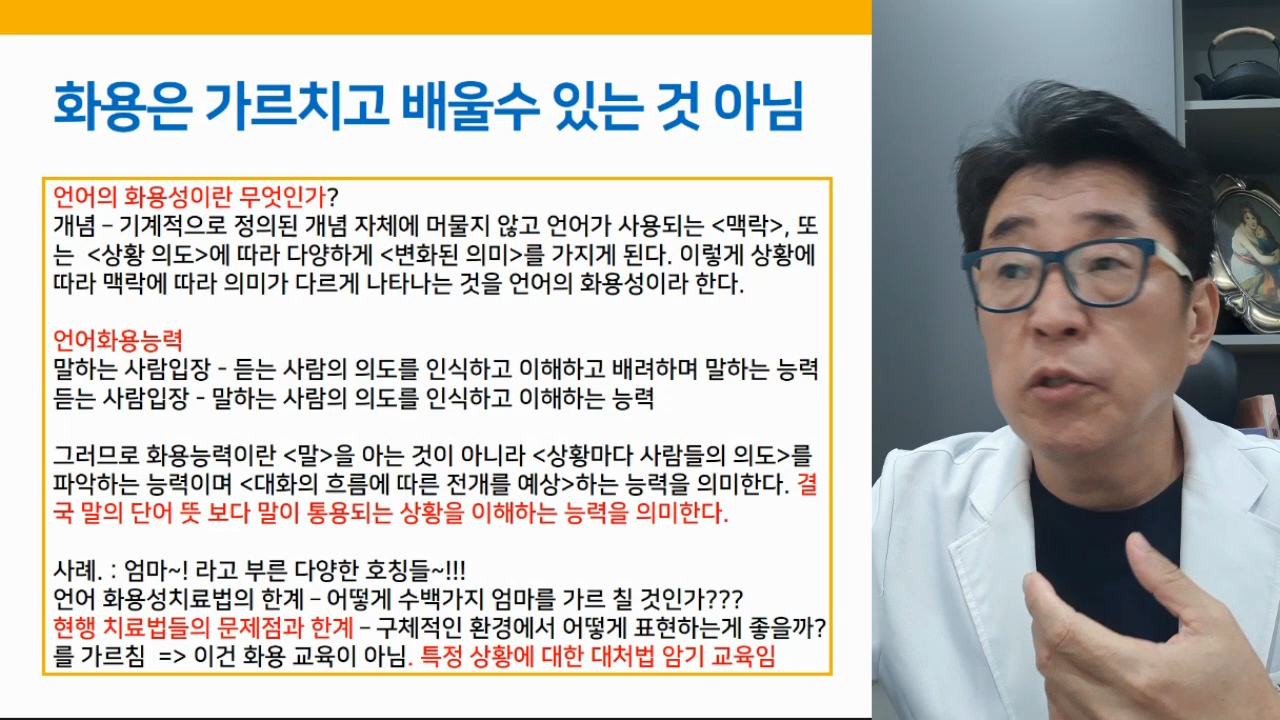 화용은 가르치고 배울수 있는 것 아님
언어의 화용성이란 무엇인가?
개념 – 기계적으로 정의된 개념 자체에 머물지 않고 언어가 사용되는 <맥락>, 또
는 <상황 의도>에 따라 다양하게 <변화된 의미>를 가지게 된다. 이렇게 상황에
따라 맥락에 따라 의미가 다르게 나타나는 것을 언어의 화용성이라 한다.
언어화용능력
말하는 사람입장 - 듣는 사람의 의도를 인식하고 이해하고 배려하며 말하는 능력
듣는 사람입장 - 말하는 사람의 의도를 인식하고 이해하는 능력
그러므로 화용능력이란 <말>을 아는 것이 아니라 <상황마다 사람들의 의도>를
파악하는 능력이며 <대화의 흐름에 따른 전개를 예상>하는 능력을 의미한다. 결
국 말의 단어 뜻 보다 말이 통용되는 상황을 이해하는 능력을 의미한다.
사례. : 엄마~! 라고 부른 다양한 호칭들~!!!
언어 화용성치료법의 한계 – 어떻게 수백가지 엄마를 가르 칠 것인가???
현행 치료법들의 문제점과 한계 – 구체적인 환경에서 어떻게 표현하는게 좋을까?
를 가르침 => 이건 화용 교육이 아님. 특정 상황에 대한 대처법 암기 교육임